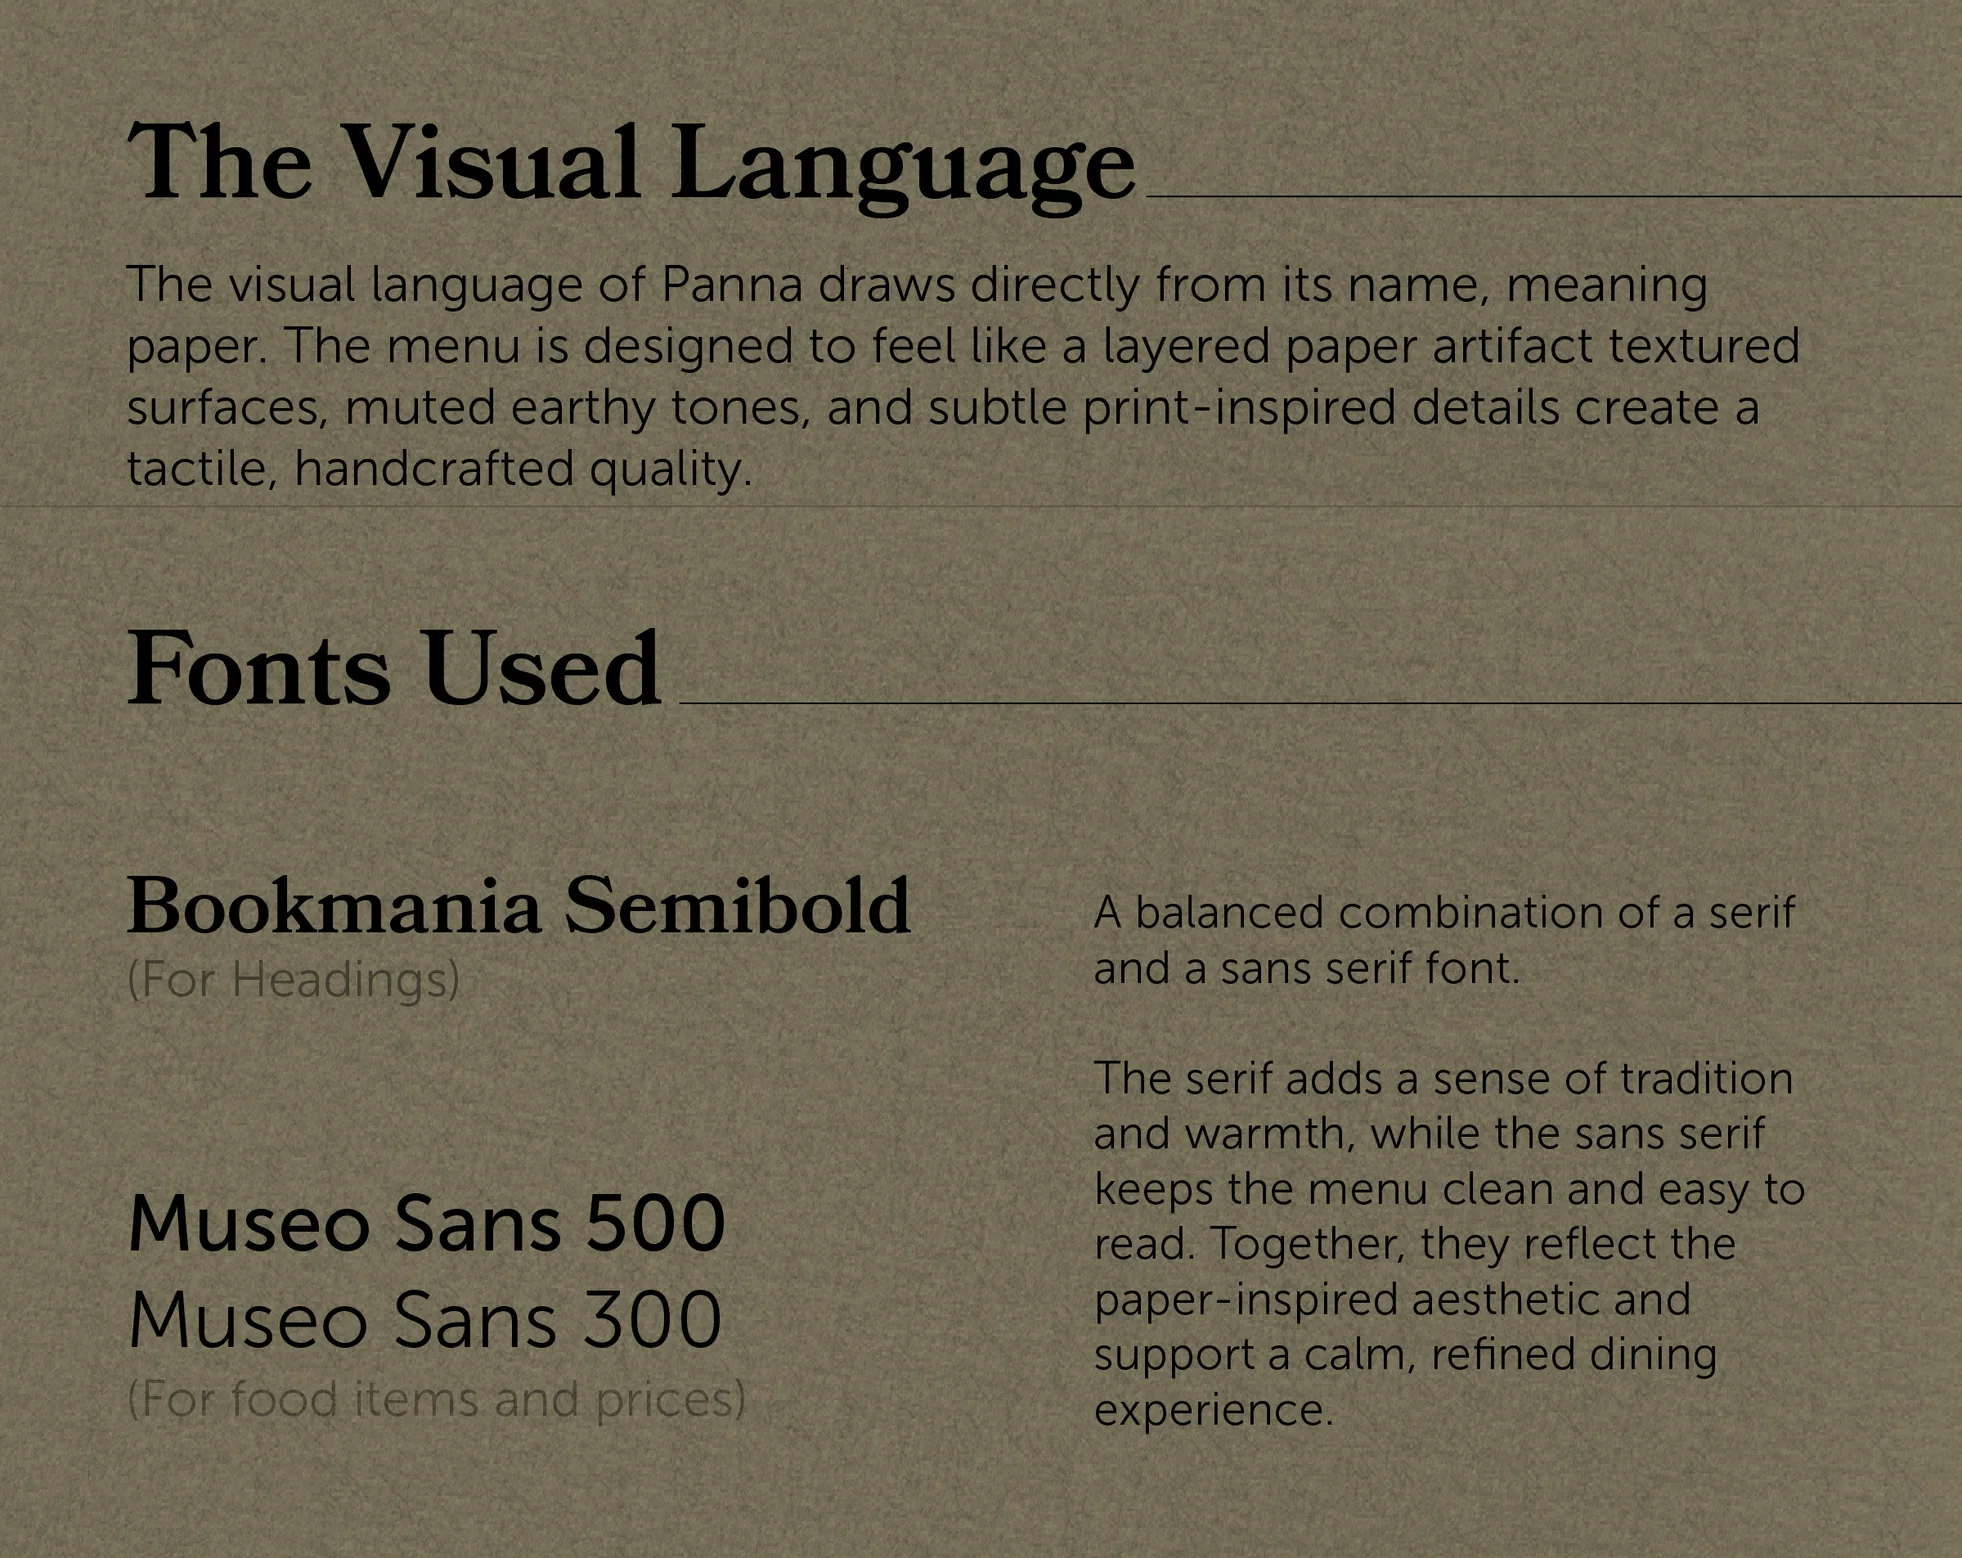 The Visual Language
The visual language of Panna draws directly from its name, meaning
paper. The menu is designed to feel like a layered paper artifact textured
surfaces, muted earthy tones, and subtle print-inspired details create a
tactile, handcrafted quality.
Fonts Used
Bookmania Semibold
(For Headings)
Museo Sans 500
Museo Sans 300
(For food items and prices)
A balanced combination of a serif
and a sans serif font.
The serif adds a sense of tradition
and warmth, while the sans serif
keeps the menu clean and easy to
read. Together, they reflect the
paper-inspired aesthetic and
support a calm, refined dining
experience.